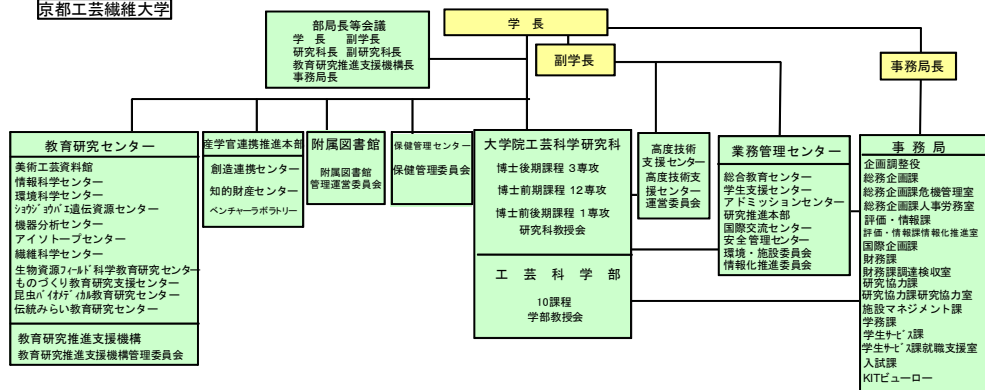 京都工芸繊維大学
部局長等会議
学　長　副学長
研究科長 副研究科長
教育研究推進支援機構長
事務局長
学　長
副学長
事務局長
教育研究センター
美術工芸資料館
情報科学センター
環境科学センター
ショウジョウバエ遺伝資源センター
機器分析センター
アイソトープセンター
繊維科学センター
生物資源フィールド科学教育研究センター
ものづくり教育研究支援センター
昆虫バイオメディカル教育研究センター
伝統みらい教育研究センター
教育研究推進支援機構
教育研究推進支援機構管理委員会
産学官連携推進本部
創造連携センター
知的財産センター
ベンチャーラボラトリー
附属図書館
附属図書館
管理運営委員会
保健管理センター
保健管理委員会
大学院工芸科学研究科
博士後期課程 3専攻
博士前期課程 12専攻
博士前後期課程 1専攻
研究科教授会
工　芸　科　学　部
10課程
学部教授会
高度技術
支援センター
高度技術支
援センター
運営委員会
業務管理センター
総合教育センター
学生支援センター
アドミッションセンター
研究推進本部
国際交流センター
安全管理センター
環境・施設委員会
情報化推進委員会
事　務　局
企画調整役
総務企画課
総務企画課危機管理室
総務企画課人事労務室
評価・情報課
評価・情報課情報化推進室
国際企画課
財務課
財務課調達検収室
研究協力課
研究協力課研究協力室
施設マネジメント課
学務課
学生サービス課
学生サービス課就職支援室
入試課
KITビューロー